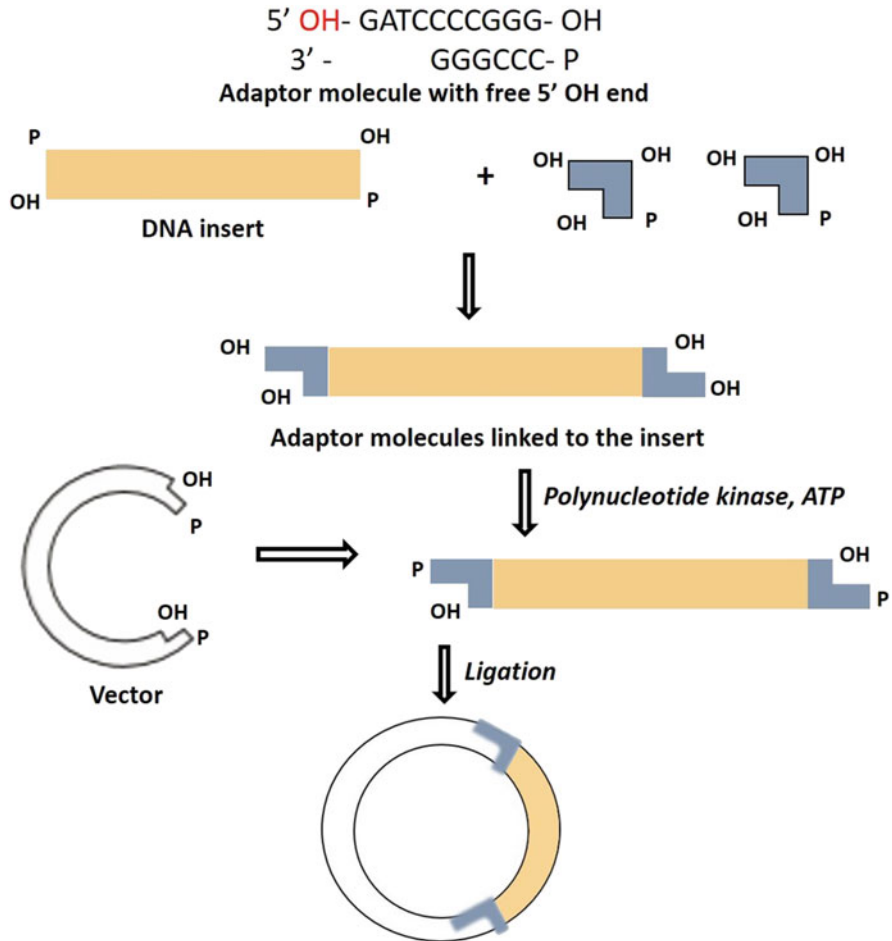 5’ OH- GATCCCCGGG- OH
3’ - GGGCCC- P
Adaptor molecule with free 5’ OH end
P
OH
OH
P
DNA insert
+
OH
OH
OH
P
OH
OH
OH
P
OH
OH
OH
OH
Adaptor molecules linked to the insert
Polynucleotide kinase, ATP
OH
P
OH
P
Vector
P
OH
OH
P
Ligation